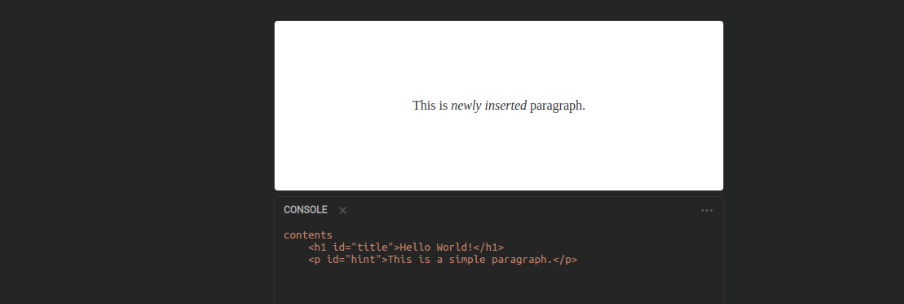 This is newly inserted paragraph.
CONSOLE
contents
<h1 id="title">Hello World!</h1>
<p id="hint">This is a simple paragraph.</p>